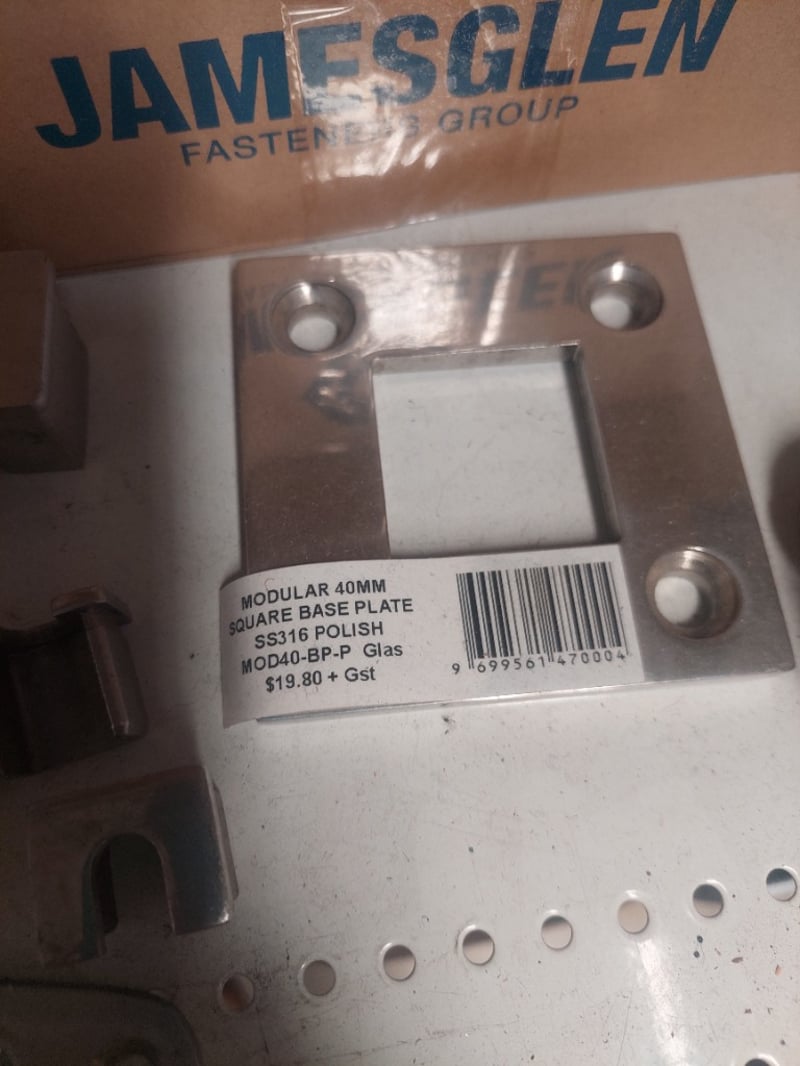 JAMESGLEN
FASTENERS GROUP
MODULAR 40MM
SQUARE BASE PLATE
SS316 POLISH
MOD40-BP-P Glas
$19.80 + Gst
9 699561 470004